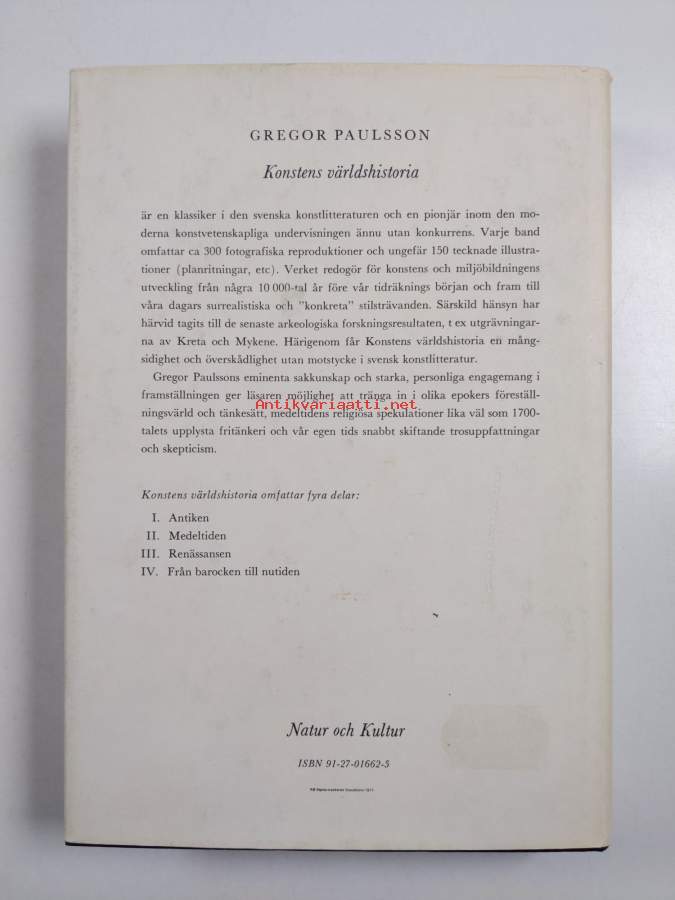 GREGOR PAULSSON
Konstens världshistoria
är en klassiker i den svenska konstlitteraturen och en pionjär inom den mo-
derna konstvetenskapliga undervisningen ännu utan konkurrens. Varje band
omfattar ca 300 fotografiska reproduktioner och ungefär 150 tecknade illustra-
tioner (planritningar, etc). Verket redogör för konstens och miljöbildningens
utveckling från några 10 000-tal år före vår tidräknings början och fram till
våra dagars surrealistiska och "konkreta" stilsträvanden. Särskild hänsyn har
härvid tagits till de senaste arkeologiska forskningsresultaten, t ex utgrävningar-
na av Kreta och Mykene. Härigenom får Konstens världshistoria en mång-
sidighet och överskådlighet utan motstycke i svensk konstlitteratur.
Gregor Paulssons eminenta sakkunskap och starka, personliga engagemang i
framställningen ger läsaren möjlighet att tränga in i olika epokers föreställ-
Antikvariaatti.net
ningsvärld och tänkesätt, medeltidens religiösa spekulationer lika väl som 1700-
talets upplysta fritänkeri och vår egen tids snabbt skiftande trosuppfattningar
och skepticism.
Konstens världshistoria omfattar fyra delar:
I. Antiken
II. Medeltiden
III. Renässansen
IV. Från barocken till nutiden
Natur och Kultur
ISBN 91-27-01662-5